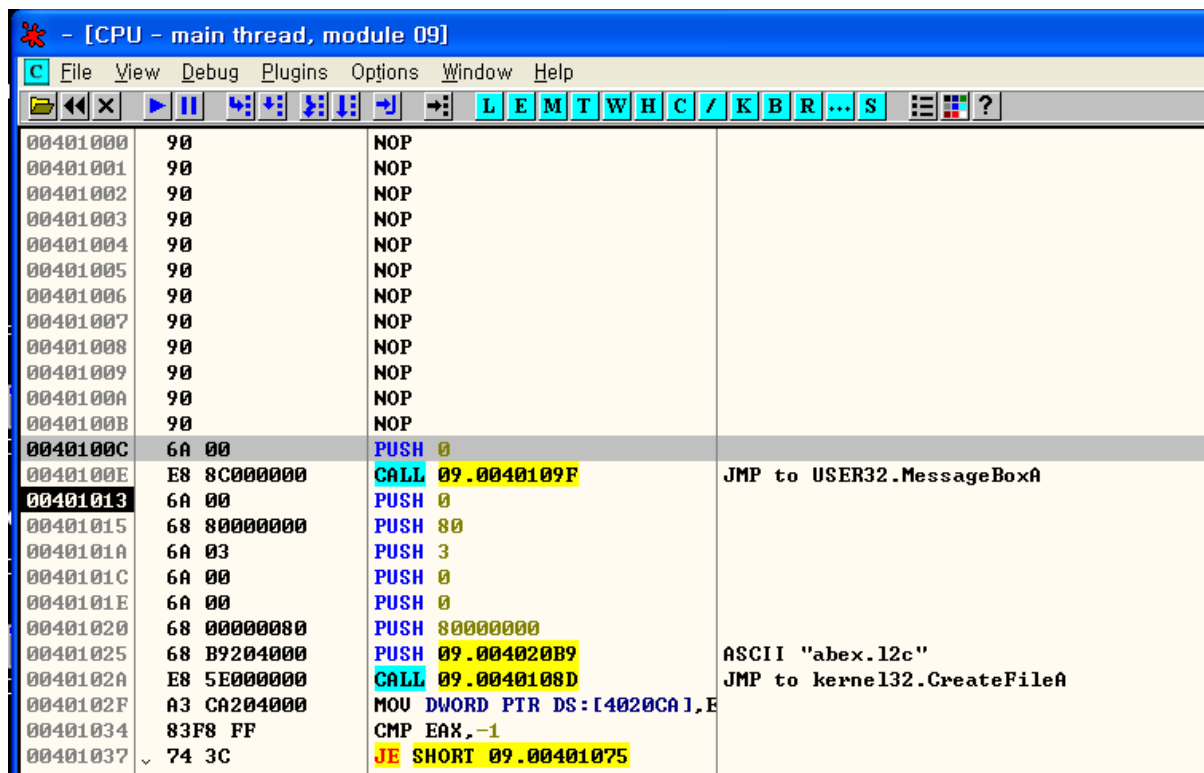 - [CPU - main thread, module 09]
C File View Debug Plugins Options Window Help
L E M T W H C / K B R ... S ?
00401000 90 NOP
00401001 90 NOP
00401002 90 NOP
00401003 90 NOP
00401004 90 NOP
00401005 90 NOP
00401006 90 NOP
00401007 90 NOP
00401008 90 NOP
00401009 90 NOP
0040100A 90 NOP
0040100B 90 NOP
0040100C 6A 00 PUSH 0
0040100E E8 8C000000 CALL 09.0040109F JMP to USER32.MessageBoxA
00401013 6A 00 PUSH 0
00401015 68 80000000 PUSH 80
0040101A 6A 03 PUSH 3
0040101C 6A 00 PUSH 0
0040101E 6A 00 PUSH 0
00401020 68 00000080 PUSH 80000000
00401025 68 B9204000 PUSH 09.004020B9 ASCII "abex.l2c"
0040102A E8 5E000000 CALL 09.0040108D JMP to kernel32.CreateFileA
0040102F A3 CA204000 MOV DWORD PTR DS:[4020CA],E
00401034 83F8 FF CMP EAX,-1
00401037 74 3C JE SHORT 09.00401075